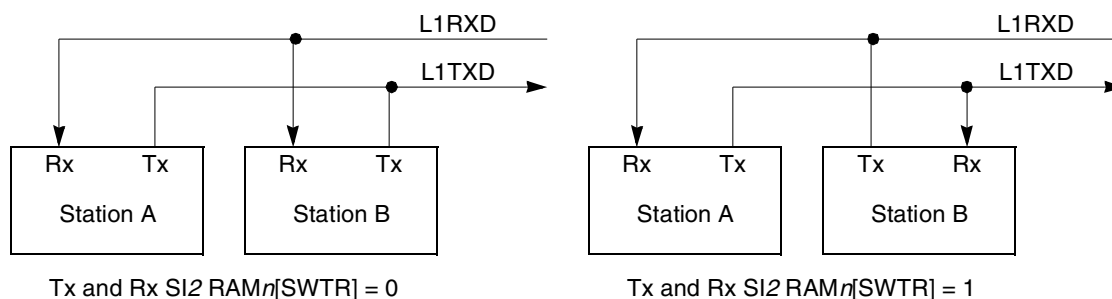 L1RXD
L1TXD
Rx Tx
Station A
Rx Tx
Station B
Tx and Rx SI2 RAMn[SWTR] = 0
L1RXD
L1TXD
Rx Tx
Station A
Tx Rx
Station B
Tx and Rx SI2 RAMn[SWTR] = 1